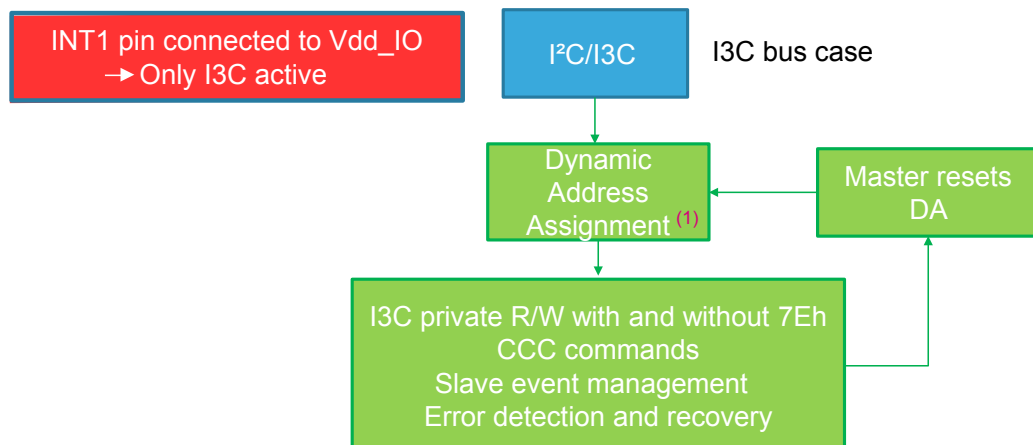 INT1 pin connected to Vdd_IO
→ Only I3C active
I²C/I3C
I3C bus case
Dynamic
Address
Assignment (1)
Master resets
DA
I3C private R/W with and without 7Eh
CCC commands
Slave event management
Error detection and recovery